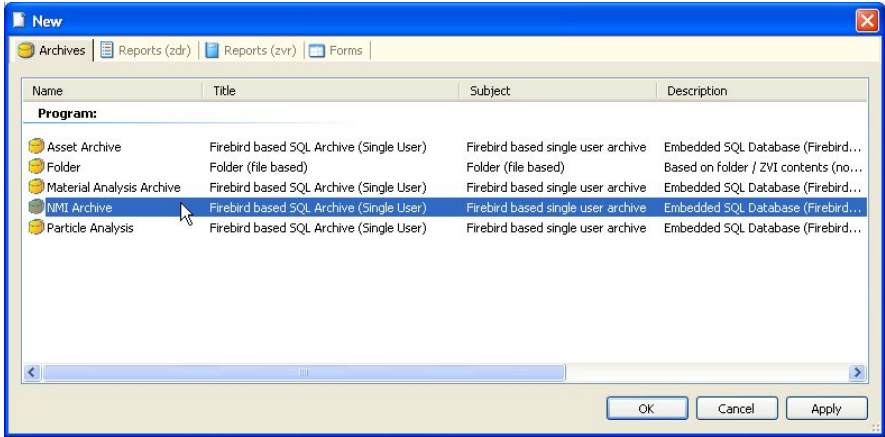 New
Archives Reports (zdr) Reports (zvr) Forms
Name Title Subject Description
Program:
Asset Archive Firebird based SQL Archive (Single User) Firebird based single user archive Embedded SQL Database (Firebird...
Folder Folder (file based) Folder (file based) Based on folder / ZVI contents (no...
Material Analysis Archive Firebird based SQL Archive (Single User) Firebird based single user archive Embedded SQL Database (Firebird...
NMI Archive Firebird based SQL Archive (Single User) Firebird based single user archive Embedded SQL Database (Firebird...
Particle Analysis Firebird based SQL Archive (Single User) Firebird based single user archive Embedded SQL Database (Firebird...
OK Cancel Apply